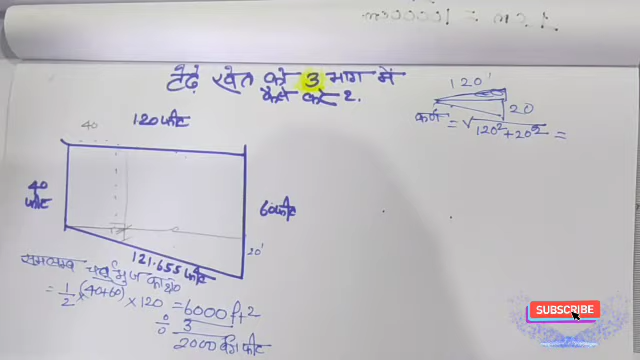 टेढ़े खेत को 3 भाग में
कैसे करे ?.
120'
20
कर्ण = √120²+20² =
40
120 फीट
40
फीट
60 फीट
20'
121.655 फीट
समलम्ब चतुर्भुज का क्षे०
= 1/2 × (40+60) × 120 = 6000 ft2
3
2000 वर्ग फीट
SUBSCRIBE